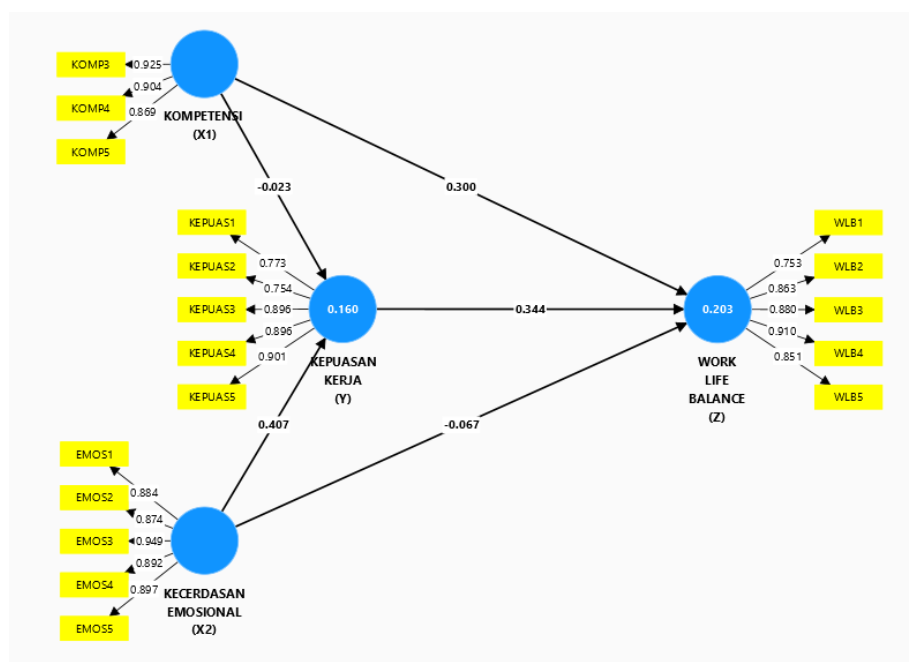 KOMP3
0.925
KOMP4
0.904
KOMP5
0.869
KOMPETENSI
(X1)
-0.023
0.300
KEPUAS1
0.773
KEPUAS2
0.754
KEPUAS3
0.896
KEPUAS4
0.896
KEPUAS5
0.901
0.160
KEPUASAN
KERJA
(Y)
0.344
0.203
WORK
LIFE
BALANCE
(Z)
WLB1
0.753
WLB2
0.863
WLB3
0.880
WLB4
0.910
WLB5
0.851
0.407
-0.067
EMOS1
0.884
EMOS2
0.874
EMOS3
0.949
EMOS4
0.892
EMOS5
0.897
KECERDASAN
EMOSIONAL
(X2)